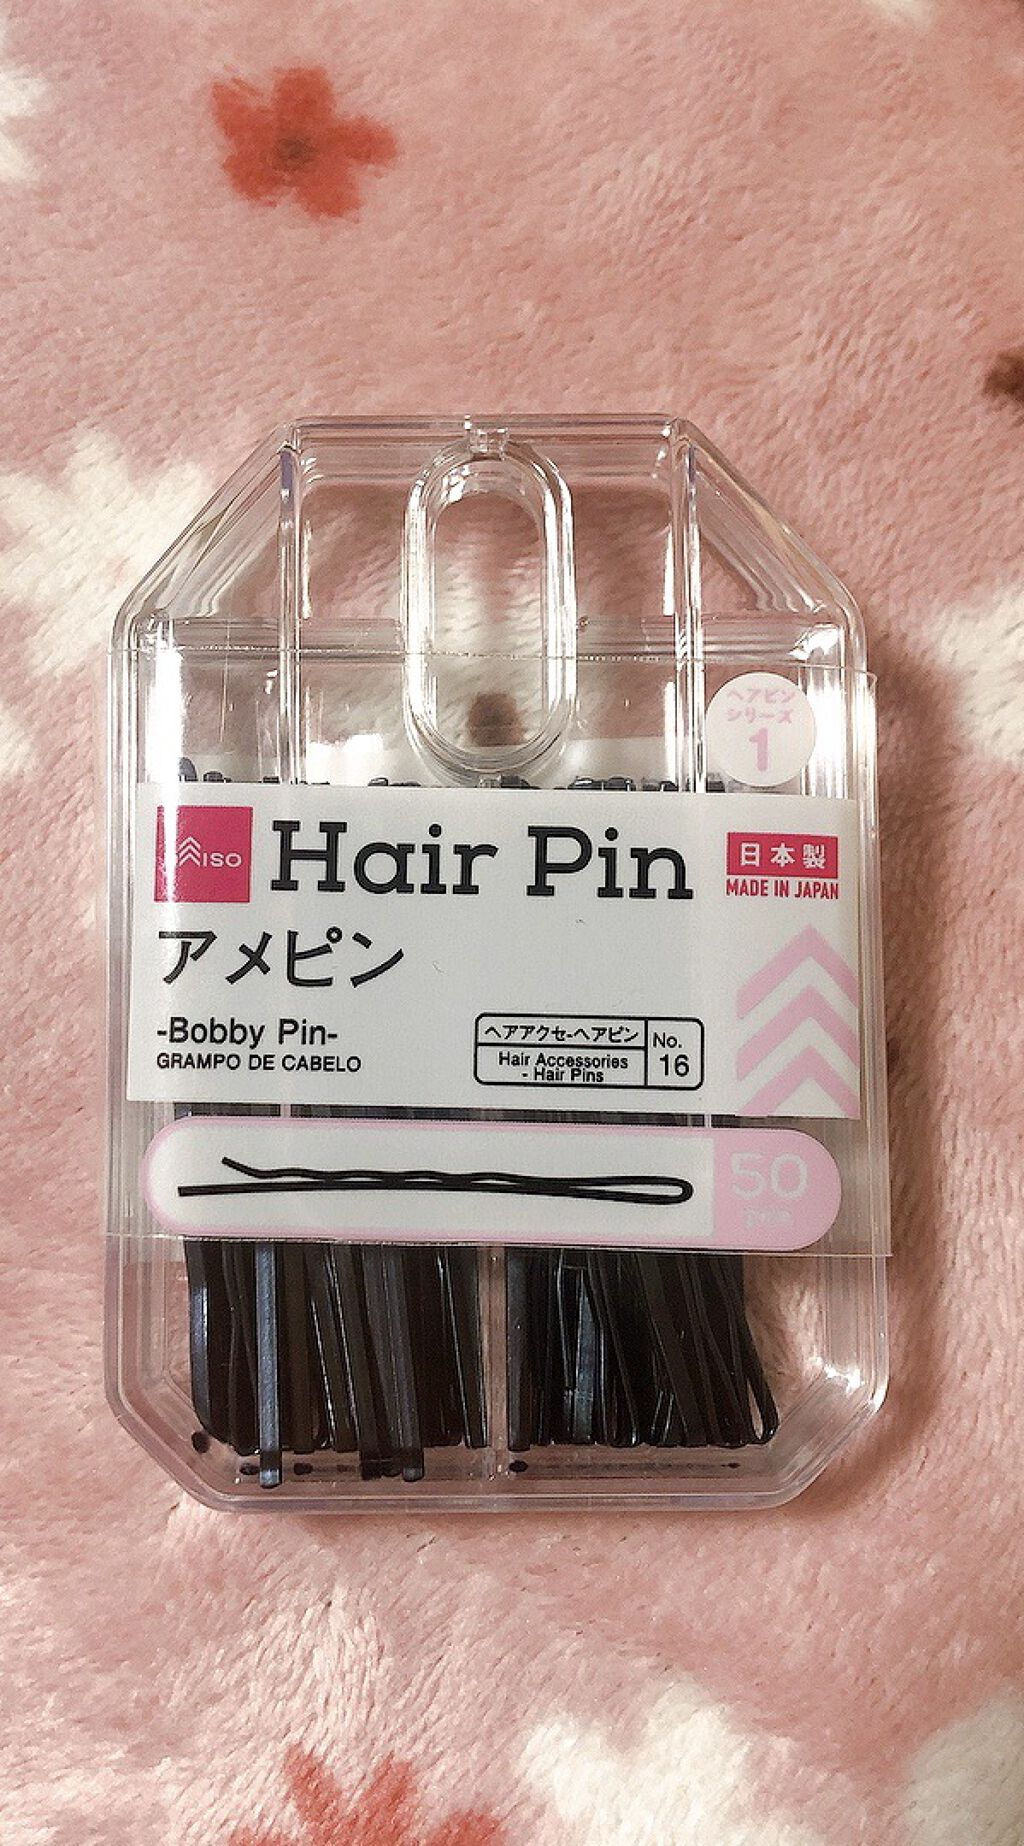 ヘアピン
シリーズ
1
ISO
Hair Pin
日本製
MADE IN JAPAN
アメピン
-Bobby Pin-
GRAMPO DE CABELO
ヘアアクセ-ヘアピン
Hair Accessories
- Hair Pins
No.
16
50